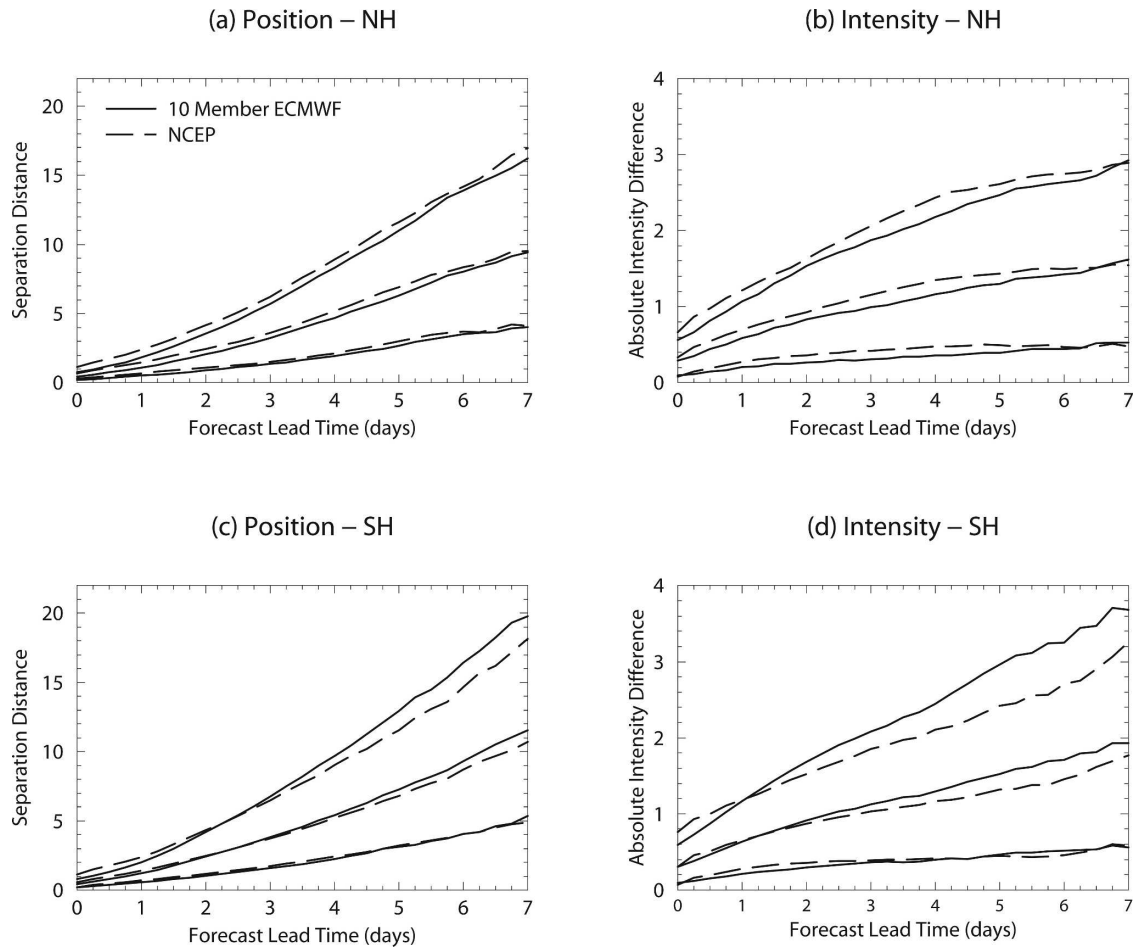 (a) Position – NH
20
15
10
5
0
0 1 2 3 4 5 6 7
Separation Distance
Forecast Lead Time (days)
10 Member ECMWF
NCEP
(b) Intensity – NH
4
3
2
1
0
0 1 2 3 4 5 6 7
Absolute Intensity Difference
Forecast Lead Time (days)
(c) Position – SH
20
15
10
5
0
0 1 2 3 4 5 6 7
Separation Distance
Forecast Lead Time (days)
(d) Intensity – SH
4
3
2
1
0
0 1 2 3 4 5 6 7
Absolute Intensity Difference
Forecast Lead Time (days)